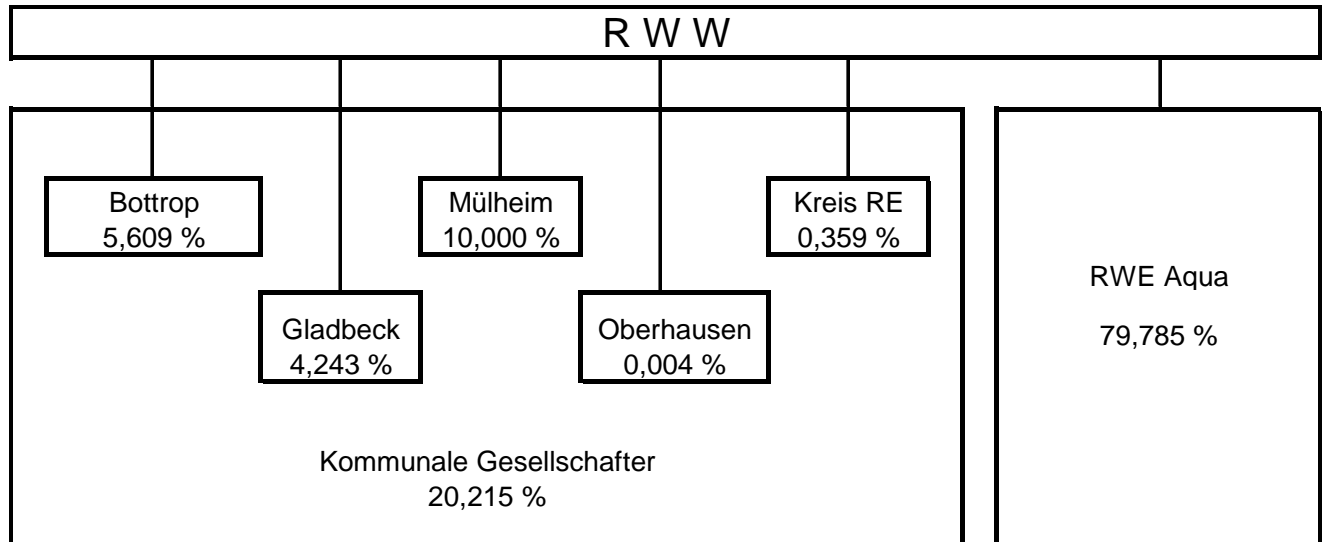 R W W
Bottrop
5,609 %
Mülheim
10,000 %
Kreis RE
0,359 %
Gladbeck
4,243 %
Oberhausen
0,004 %
Kommunale Gesellschafter
20,215 %
RWE Aqua
79,785 %